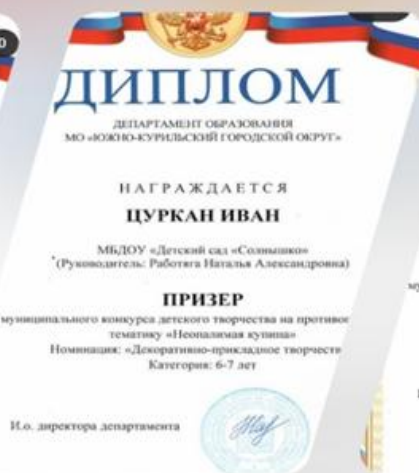 ДИПЛОМ
ДЕПАРТАМЕНТ ОБРАЗОВАНИЯ
МО «ЮЖНО-КУРИЛЬСКИЙ ГОРОДСКОЙ ОКРУГ»
НАГРАЖДАЕТСЯ
ЦУРКАН ИВАН
МБДОУ «Детский сад «Солнышко»
(Руководитель: Работяга Наталья Александровна)
ПРИЗЕР
муниципального конкурса детского творчества на противог
тематику «Неопалимая купина»
Номинация: «Декоративно-прикладное творчеств
Категория: 6-7 лет
И.о. директора департамента